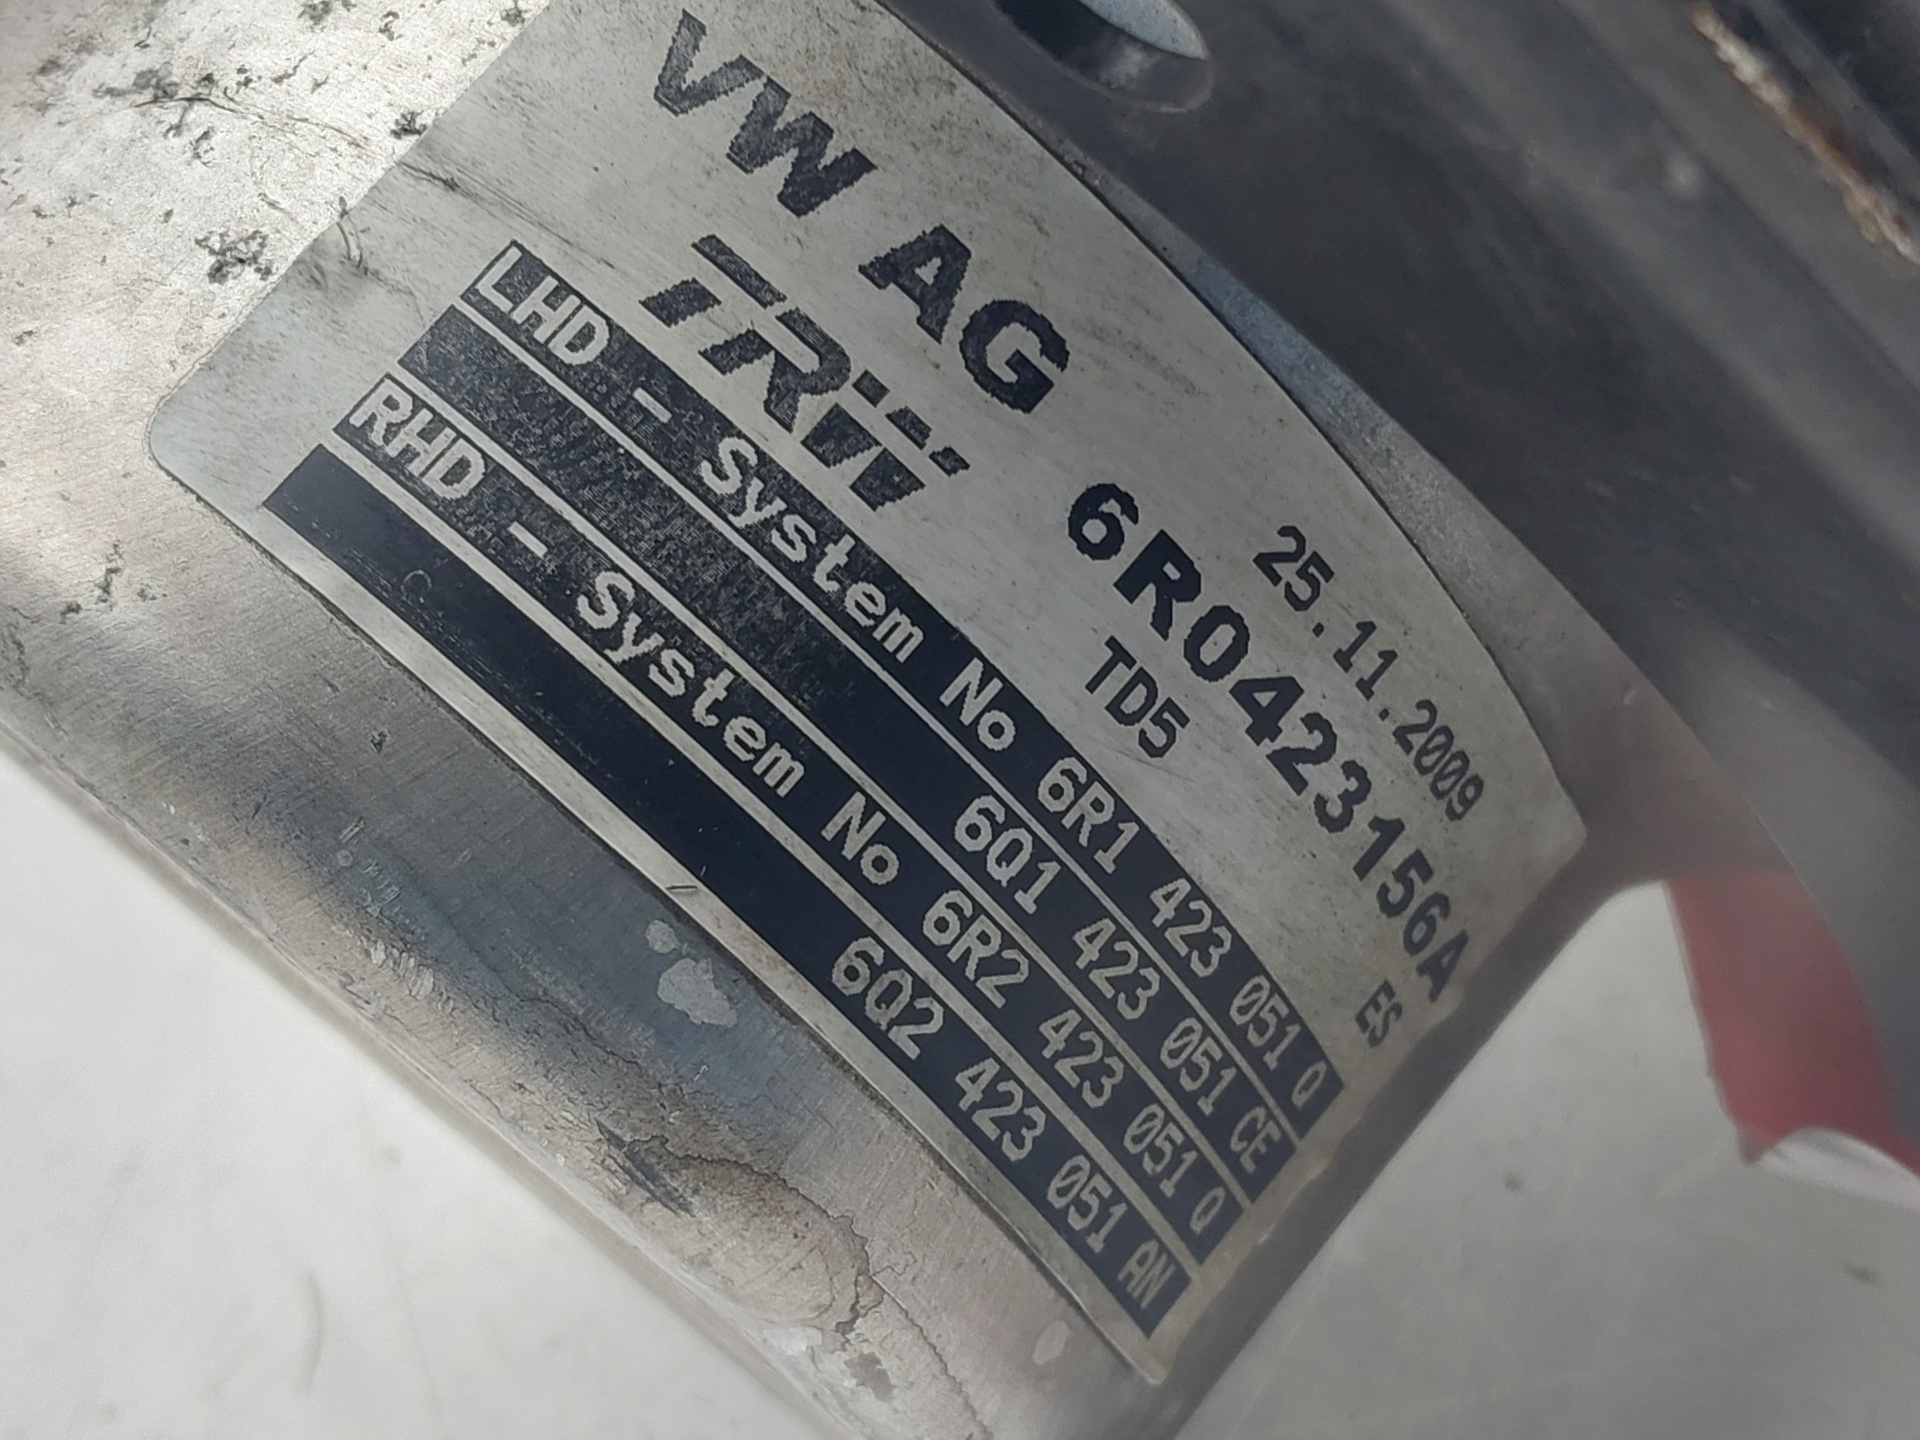 25.11.2009
VW AG 6R0423156A
TRW TD5 ES
LHD - System No 6R1 423 051 Q
6Q1 423 051 CE
RHD - System No 6R2 423 051 Q
6Q2 423 051 AN